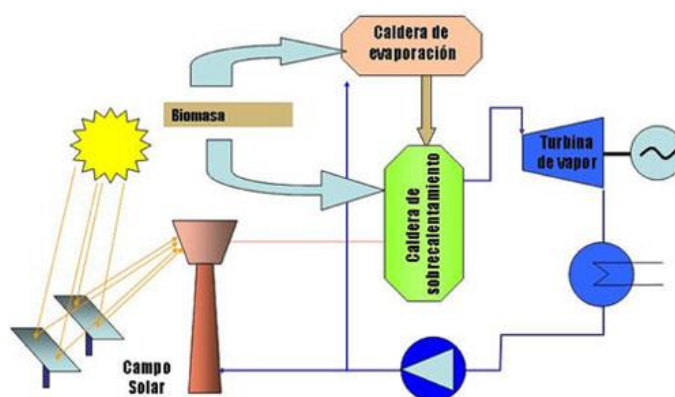 Caldera de
evaporación
Biomasa
Turbina
de vapor
Caldera de
sobrecalentamiento
Campo
Solar